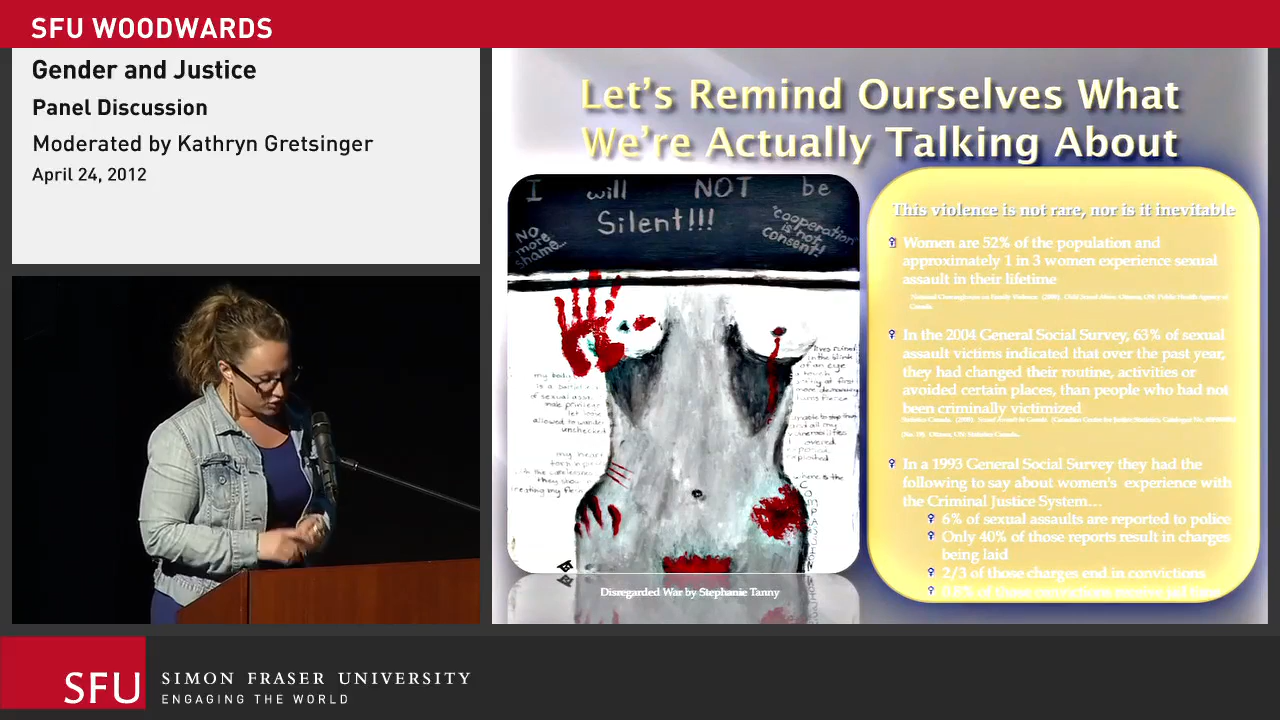 SFU WOODWARDS
Gender and Justice
Panel Discussion
Moderated by Kathryn Gretsinger
April 24, 2012
Let's Remind Ourselves What
We're Actually Talking About
I will NOT be
Silent!!!
NO
more
shame...
"cooperation"
is not
consent!
my heart
Disregarded War by Stephanie Tanny
This violence is not rare, nor is it inevitable
Women are 52% of the population and
approximately 1 in 3 women experience sexual
assault in their lifetime
In the 2004 General Social Survey, 63% of sexual
assault victims indicated that over the past year,
they had changed their routine, activities or
avoided certain places, than people who had not
been criminally victimized
In a 1993 General Social Survey they had the
following to say about women's experience with
the Criminal Justice System...
6% of sexual assaults are reported to police
Only 40% of those reports result in charges
being laid
2/3 of those charges end in convictions
SFU
SIMON FRASER UNIVERSITY
ENGAGING THE WORLD